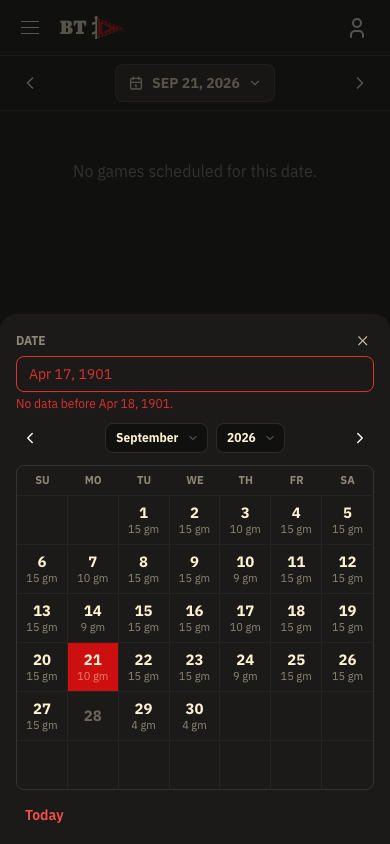 BT
SEP 21, 2026
No games scheduled for this date.
DATE
Apr 17, 1901
No data before Apr 18, 1901.
September 2026
SU MO TU WE TH FR SA
1 2 3 4 5
15 gm 15 gm 10 gm 15 gm 15 gm
6 7 8 9 10 11 12
15 gm 10 gm 15 gm 15 gm 9 gm 15 gm 15 gm
13 14 15 16 17 18 19
15 gm 9 gm 15 gm 15 gm 10 gm 15 gm 15 gm
20 21 22 23 24 25 26
15 gm 10 gm 15 gm 15 gm 9 gm 15 gm 15 gm
27 28 29 30
15 gm 4 gm 4 gm
Today